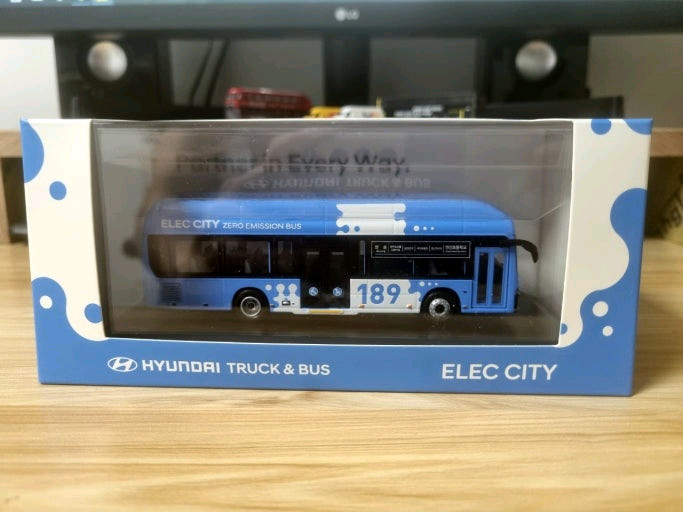 LG
Partner in Every Way.
HYUNDAI TRUCK & BUS
ELEC CITY ZERO EMISSION BUS
189
HYUNDAI TRUCK & BUS
ELEC CITY